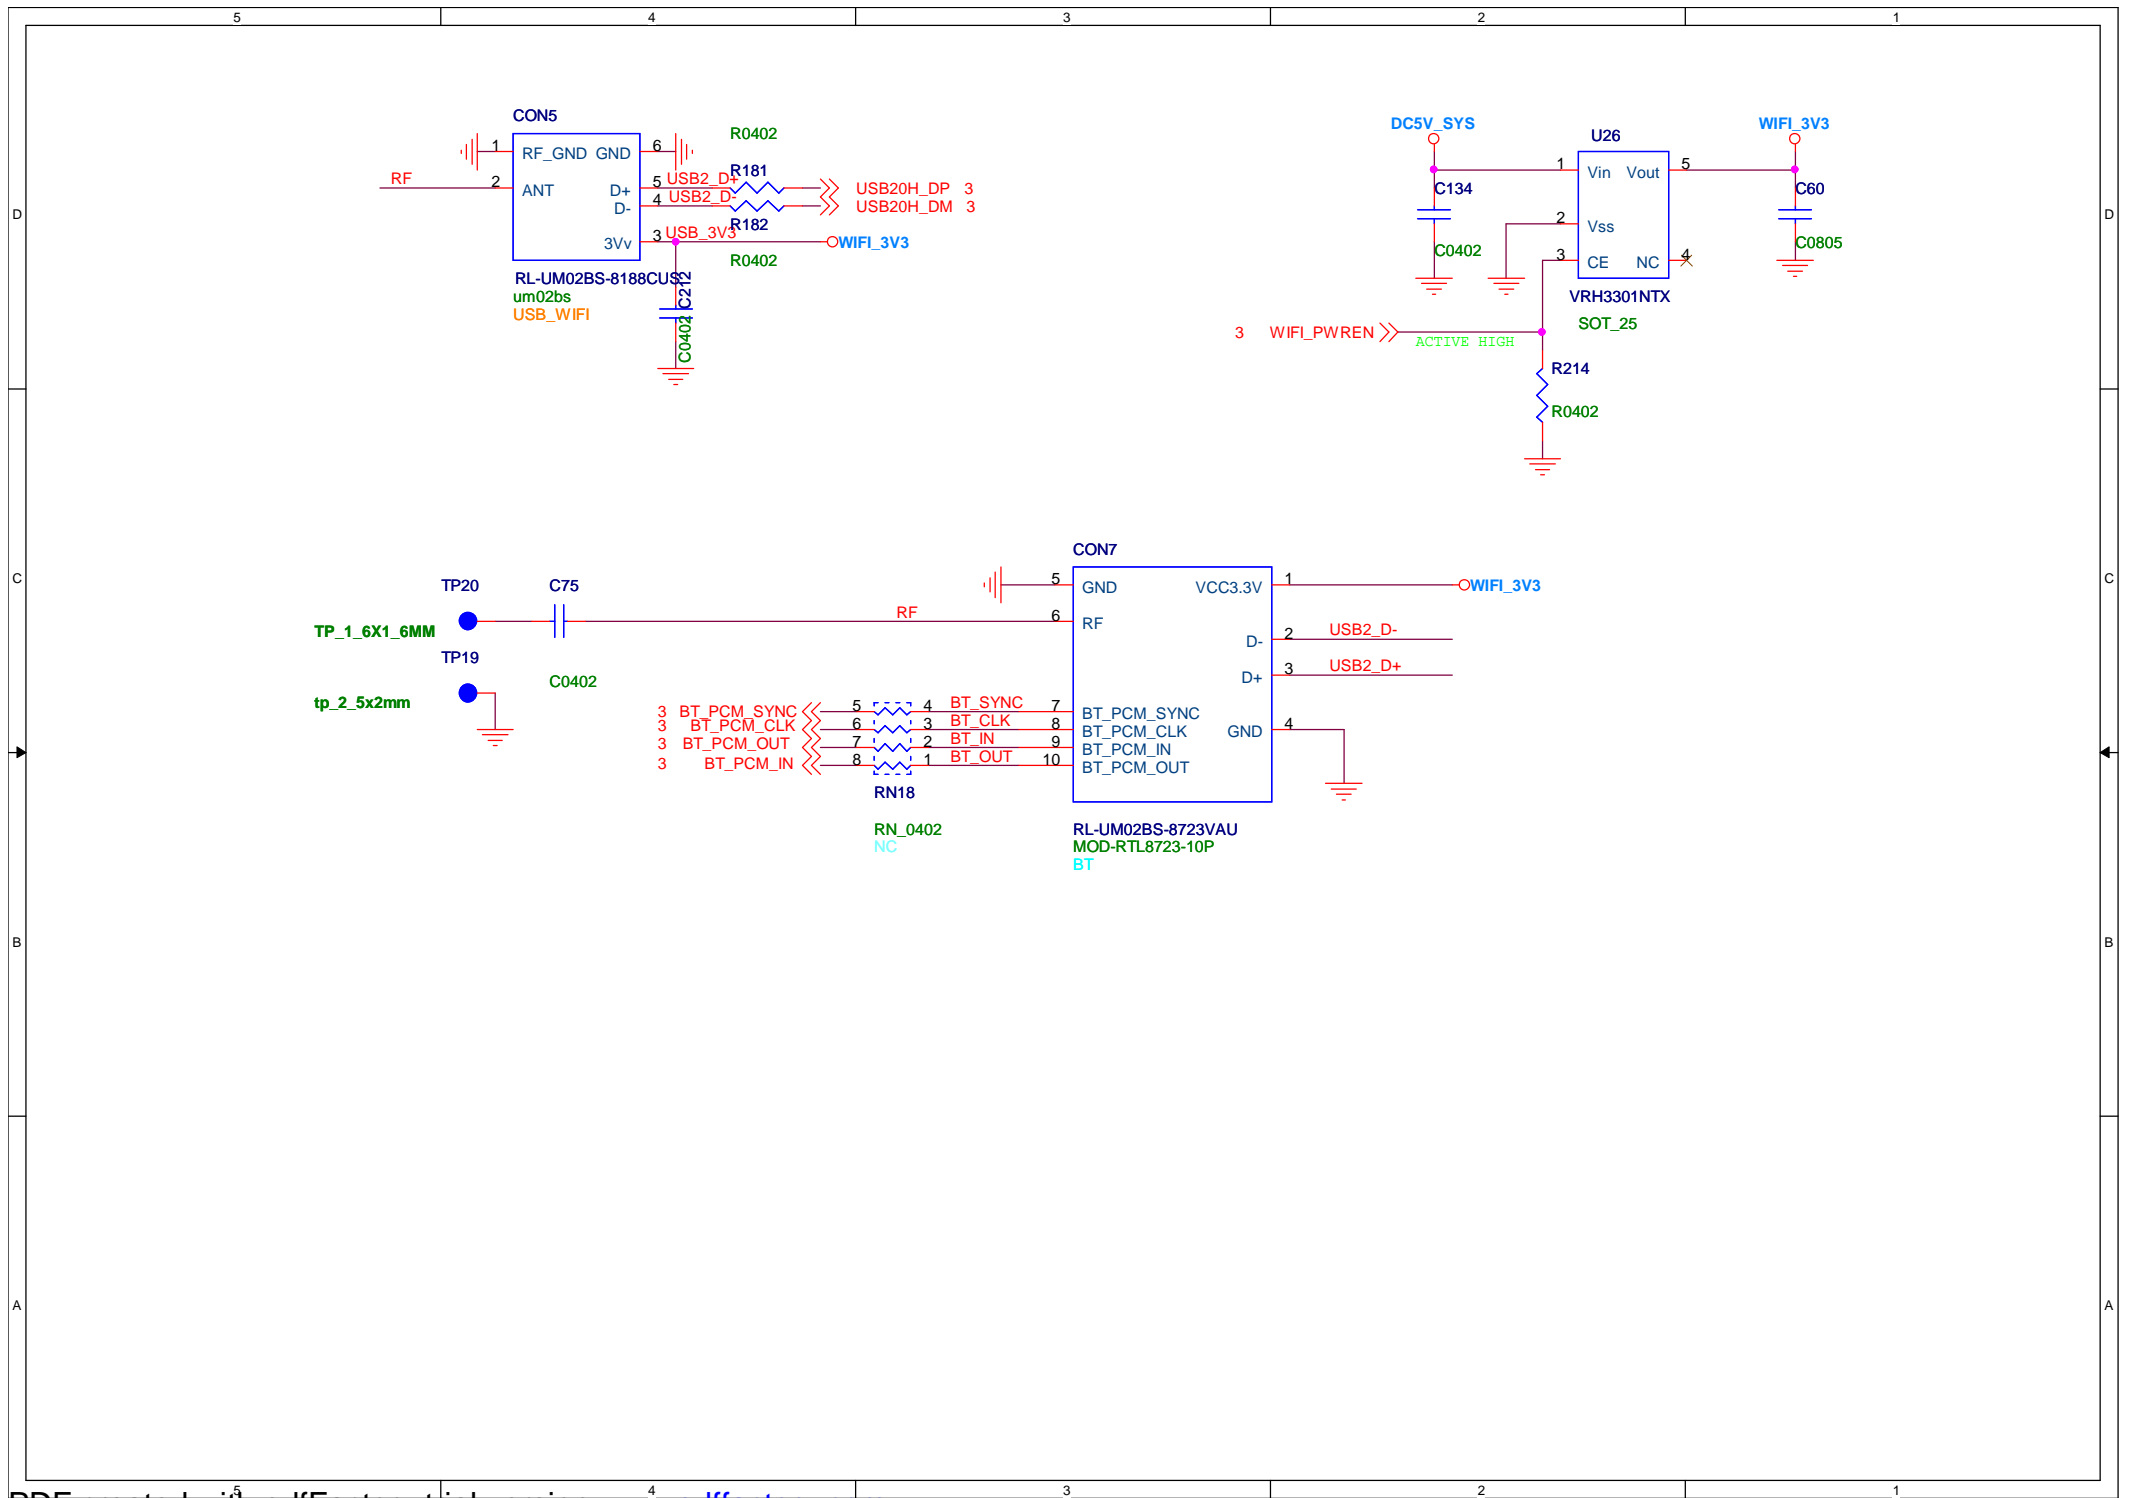 5 4 3 2 1
D
D
CON5
1
RF_GND GND
6
R0402
RF
2
ANT
D+
5
USB2_D+
R181
USB20H_DP 3
D-
4
USB2_D-
USB20H_DM 3
R182
3Vv
3
USB_3V3
WIFI_3V3
R0402
RL-UM02BS-8188CUS
um02bs
USB_WIFI
C212
C0402
DC5V_SYS
U26
WIFI_3V3
1
Vin Vout
5
C134
C60
2
Vss
C0402
C0805
3
CE NC
4
VRH3301NTX
SOT_25
3 WIFI_PWREN
ACTIVE HIGH
R214
R0402
C
C
CON7
TP20
C75
5
GND VCC3.3V
1
WIFI_3V3
TP_1_6X1_6MM
RF
6
RF
D-
2
USB2_D-
TP19
D+
3
USB2_D+
C0402
tp_2_5x2mm
3 BT_PCM_SYNC
5 4
BT_SYNC
7
BT_PCM_SYNC
3 BT_PCM_CLK
6 3
BT_CLK
8
BT_PCM_CLK
GND
4
3 BT_PCM_OUT
7 2
BT_IN
9
BT_PCM_IN
3 BT_PCM_IN
8 1
BT_OUT
10
BT_PCM_OUT
RN18
RN_0402
NC
RL-UM02BS-8723VAU
MOD-RTL8723-10P
BT
B
B
A
A
5 4 3 2 1